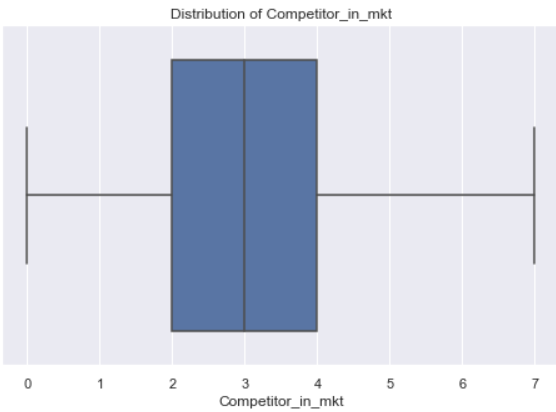 Distribution of Competitor_in_mkt
0 1 2 3 4 5 6 7
Competitor_in_mkt